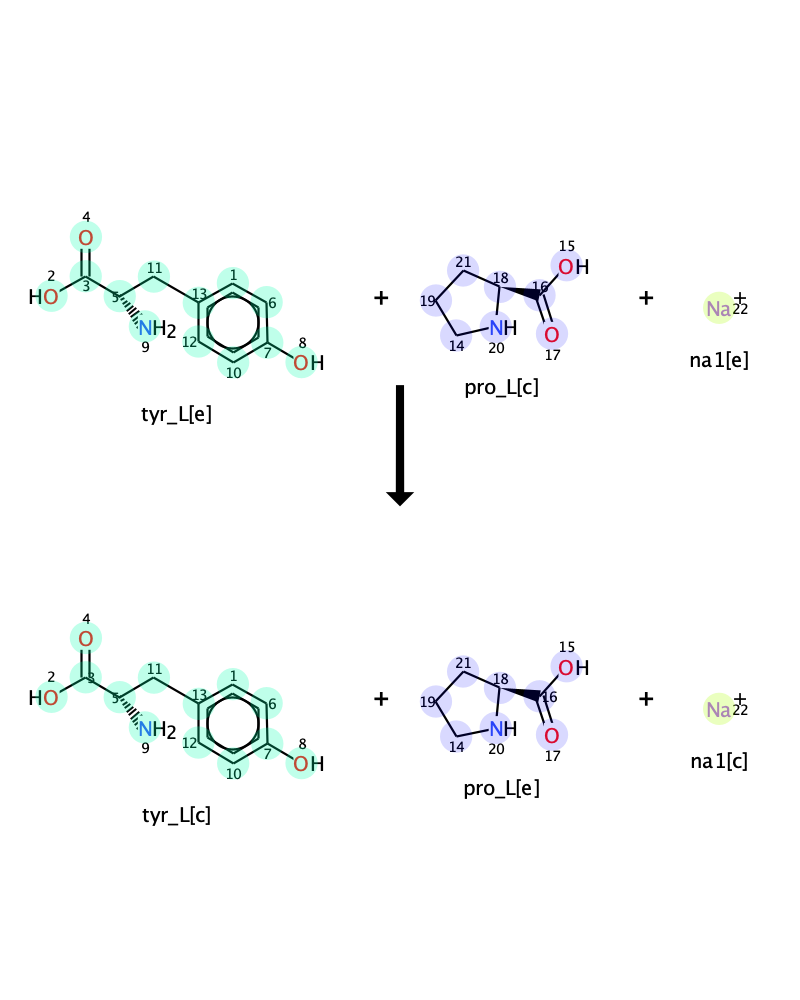 4
O
2
HO
3
5
11
NH2
9
13
1
6
12
10
7
8
OH
tyr_L[e]
+
21
18
15
OH
16
19
14
NH
20
O
17
pro_L[c]
+
Na+
22
na1[e]
4
O
2
HO
3
5
11
NH2
9
13
1
6
12
10
7
8
OH
tyr_L[c]
+
21
18
15
OH
16
19
14
NH
20
O
17
pro_L[e]
+
Na+
22
na1[c]